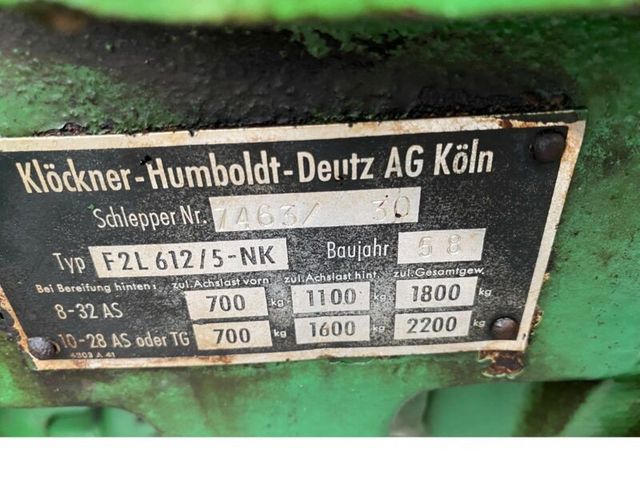 Klöckner-Humboldt-Deutz AG Köln
Schlepper Nr. 7463/ 30
Typ F2L 612/5-NK Baujahr 58
Bei Bereifung hinten: zul. Achslast vorn zul. Achslast hint. zul. Gesamtgew.
8-32 AS 700 kg 1100 kg 1800 kg
10-28 AS oder TG 700 kg 1600 kg 2200 kg
4303 A 41